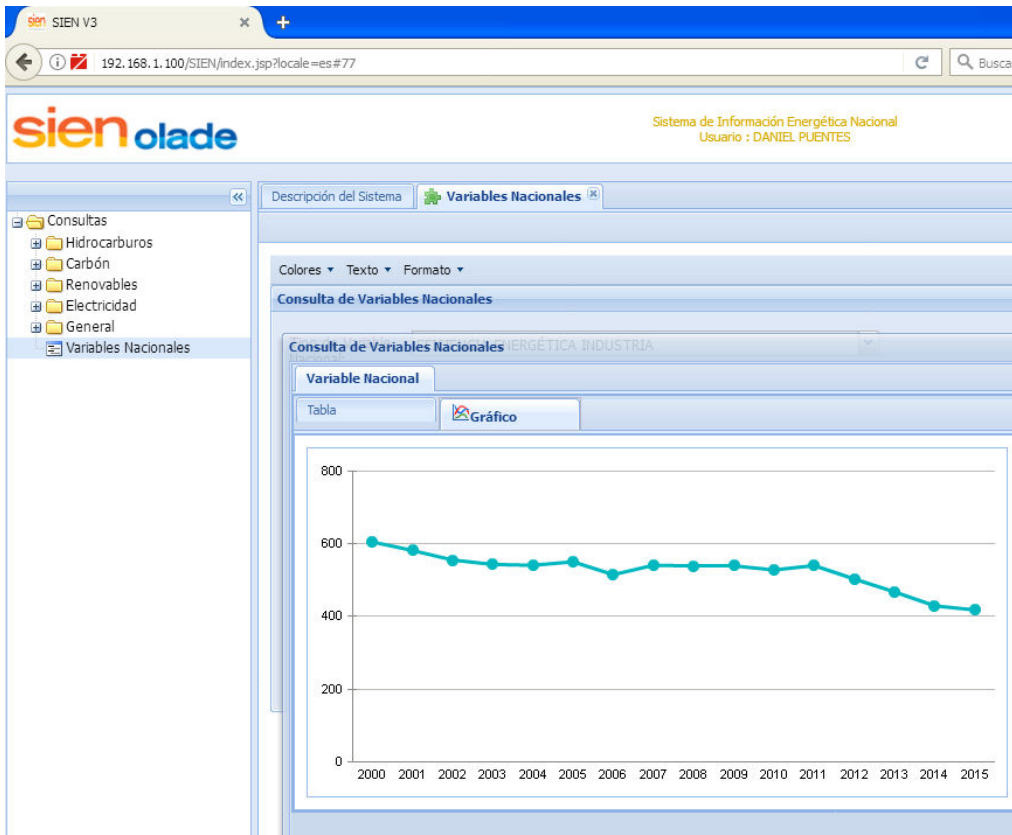 SIEN V3
192.168.1.100/SIEN/index.jsp?locale=es#77
Busca
sien olade
Sistema de Información Energética Nacional
Usuario : DANIEL PUENTES
Descripción del Sistema
Variables Nacionales
Consultas
Hidrocarburos
Carbón
Renovables
Electricidad
General
Variables Nacionales
Colores
Texto
Formato
Consulta de Variables Nacionales
ENERGÉTICA INDUSTRIA
Nacional:
Consulta de Variables Nacionales
Variable Nacional
Tabla
Gráfico
800
600
400
200
0
2000 2001 2002 2003 2004 2005 2006 2007 2008 2009 2010 2011 2012 2013 2014 2015